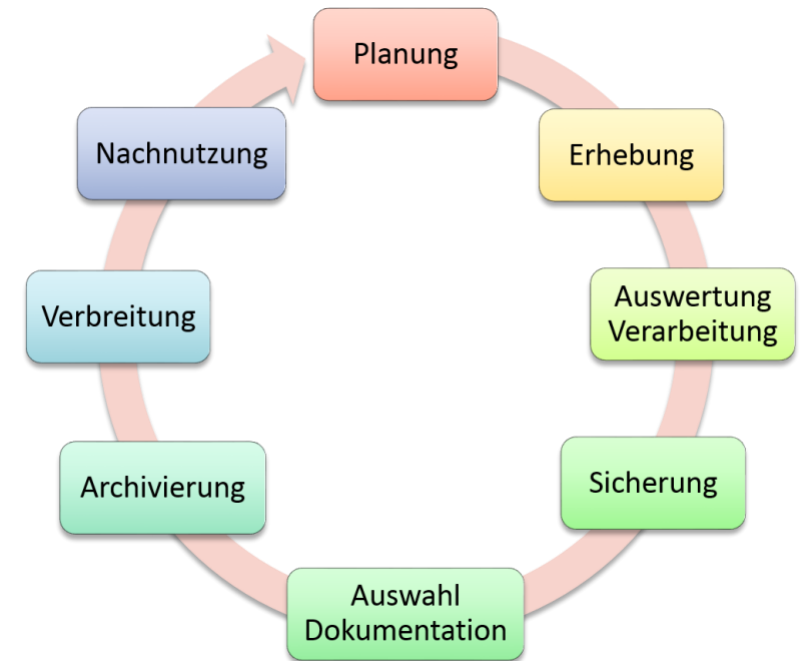 Planung
Erhebung
Auswertung
Verarbeitung
Sicherung
Auswahl
Dokumentation
Archivierung
Verbreitung
Nachnutzung